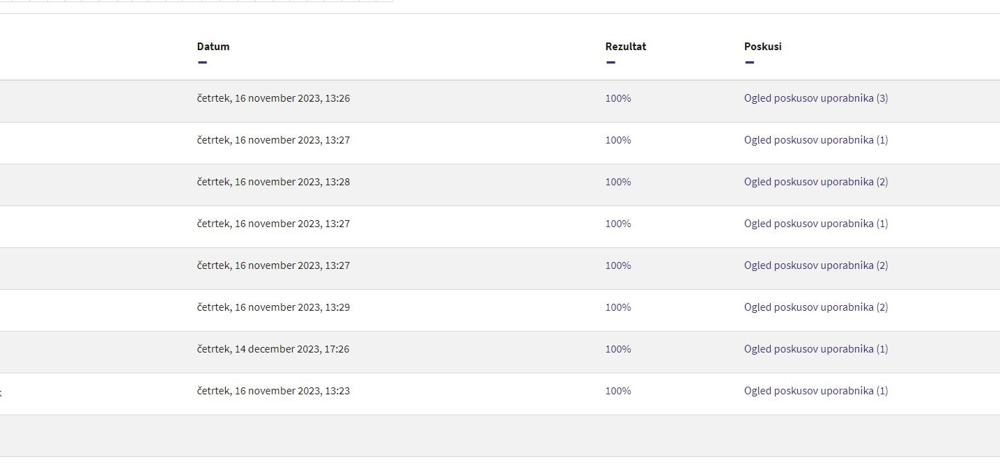 Datum Rezultat Poskusi
četrtek, 16 november 2023, 13:26 100% Ogled poskusov uporabnika (3)
četrtek, 16 november 2023, 13:27 100% Ogled poskusov uporabnika (1)
četrtek, 16 november 2023, 13:28 100% Ogled poskusov uporabnika (2)
četrtek, 16 november 2023, 13:27 100% Ogled poskusov uporabnika (1)
četrtek, 16 november 2023, 13:27 100% Ogled poskusov uporabnika (2)
četrtek, 16 november 2023, 13:29 100% Ogled poskusov uporabnika (2)
četrtek, 14 december 2023, 17:26 100% Ogled poskusov uporabnika (1)
četrtek, 16 november 2023, 13:23 100% Ogled poskusov uporabnika (1)